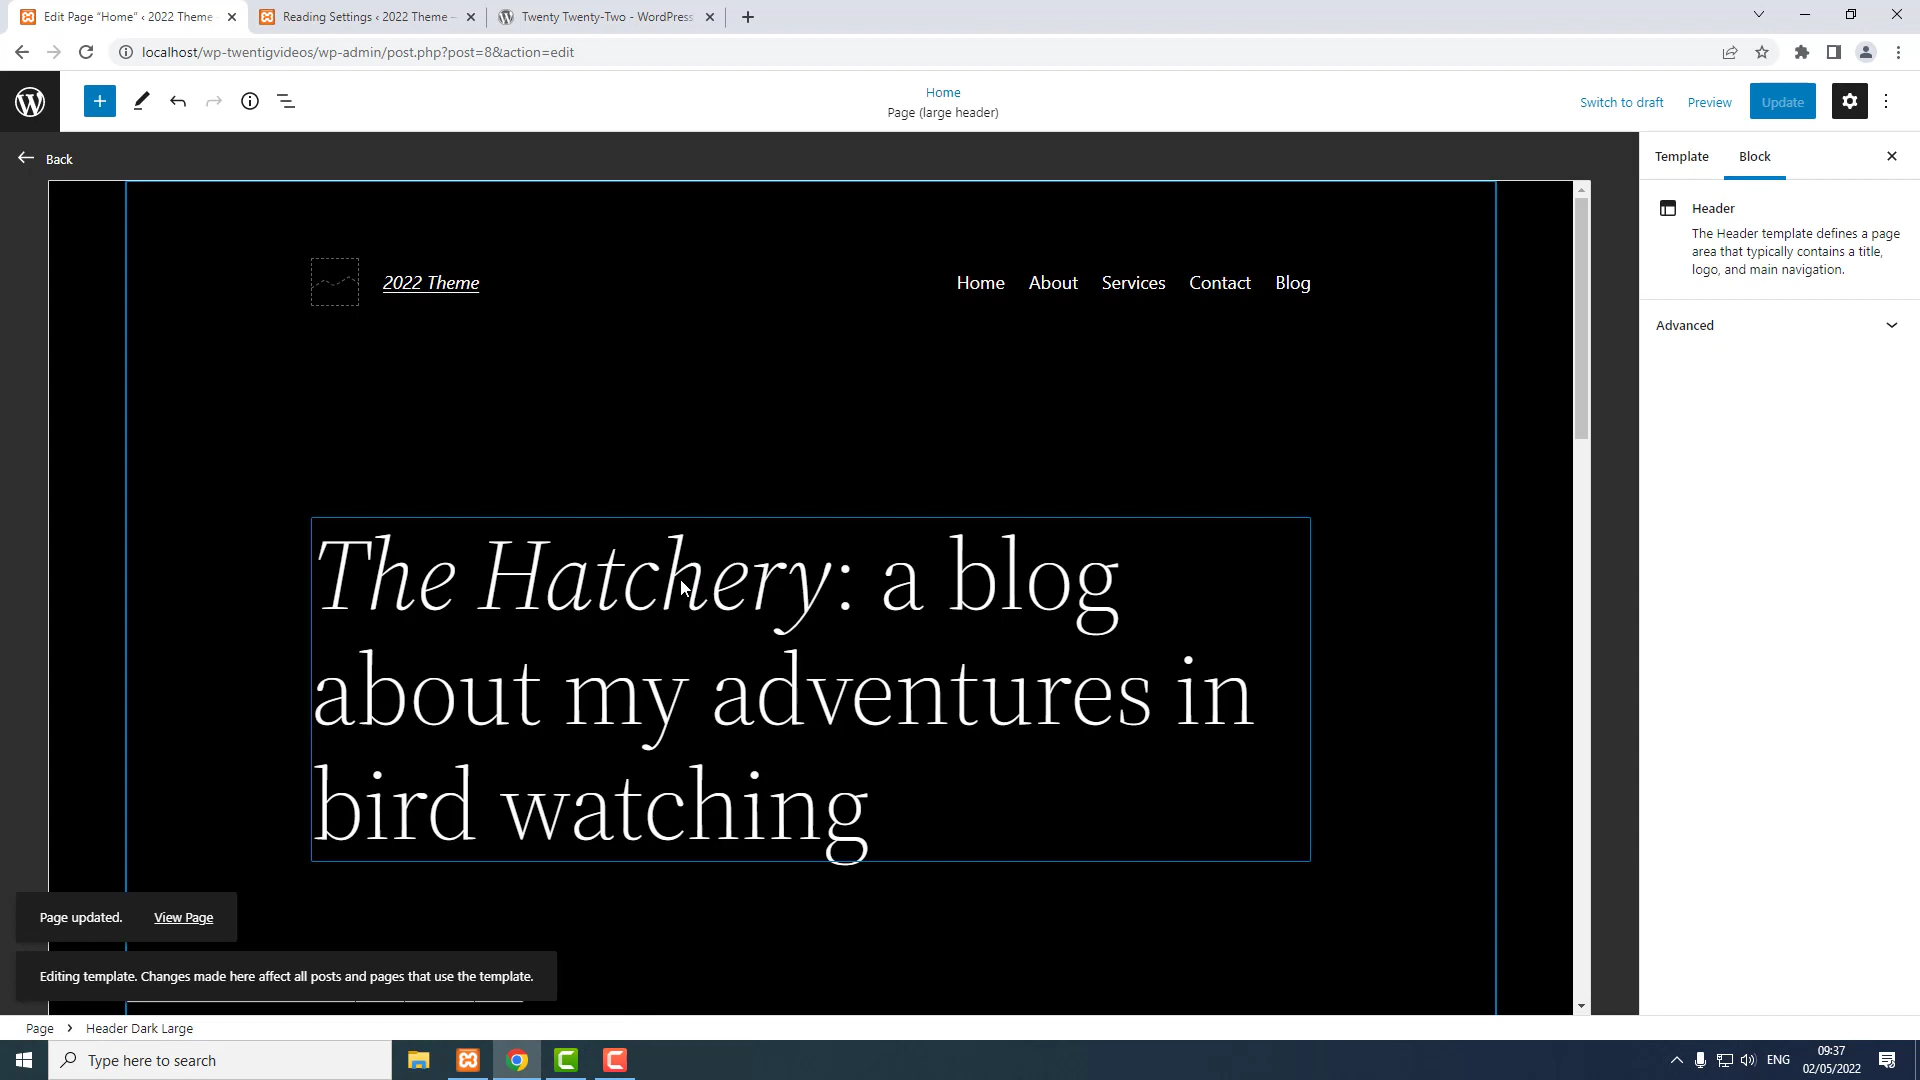 Edit Page “Home” ‹ 2022 Theme
Reading Settings ‹ 2022 Theme —
Twenty Twenty-Two - WordPress
localhost/wp-twentigvideos/wp-admin/post.php?post=8&action=edit
Home
Page (large header)
Switch to draft
Preview
Update
Back
Template
Block
Header
The Header template defines a page
area that typically contains a title,
logo, and main navigation.
Advanced
2022 Theme
Home
About
Services
Contact
Blog
The Hatchery: a blog
about my adventures in
bird watching
Page updated.
View Page
Editing template. Changes made here affect all posts and pages that use the template.
Page
Header Dark Large
Type here to search
ENG
09:37
02/05/2022